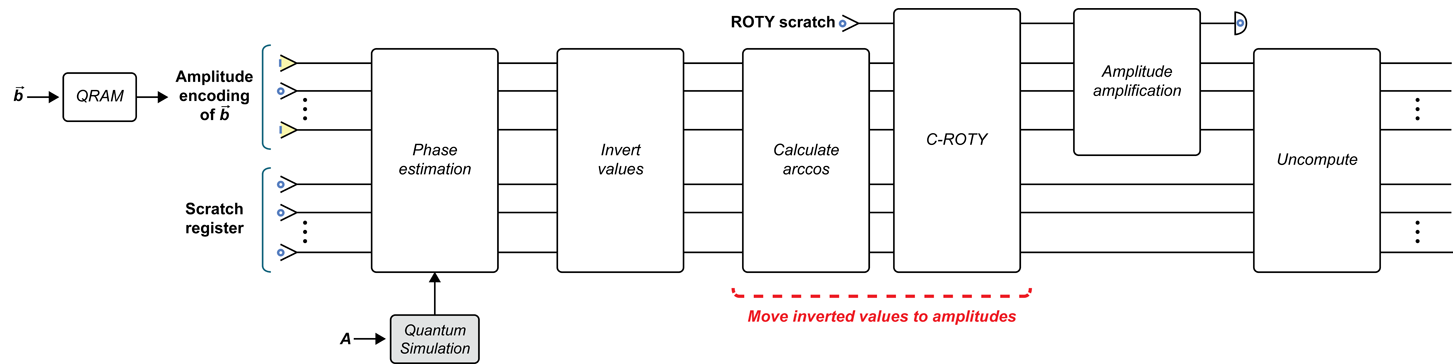 ROTY scratch
b⃗
QRAM
Amplitude
encoding
of b⃗
Scratch
register
Phase
estimation
Invert
values
Calculate
arccos
C-ROTY
Amplitude
amplification
Uncompute
A
Quantum
Simulation
Move inverted values to amplitudes